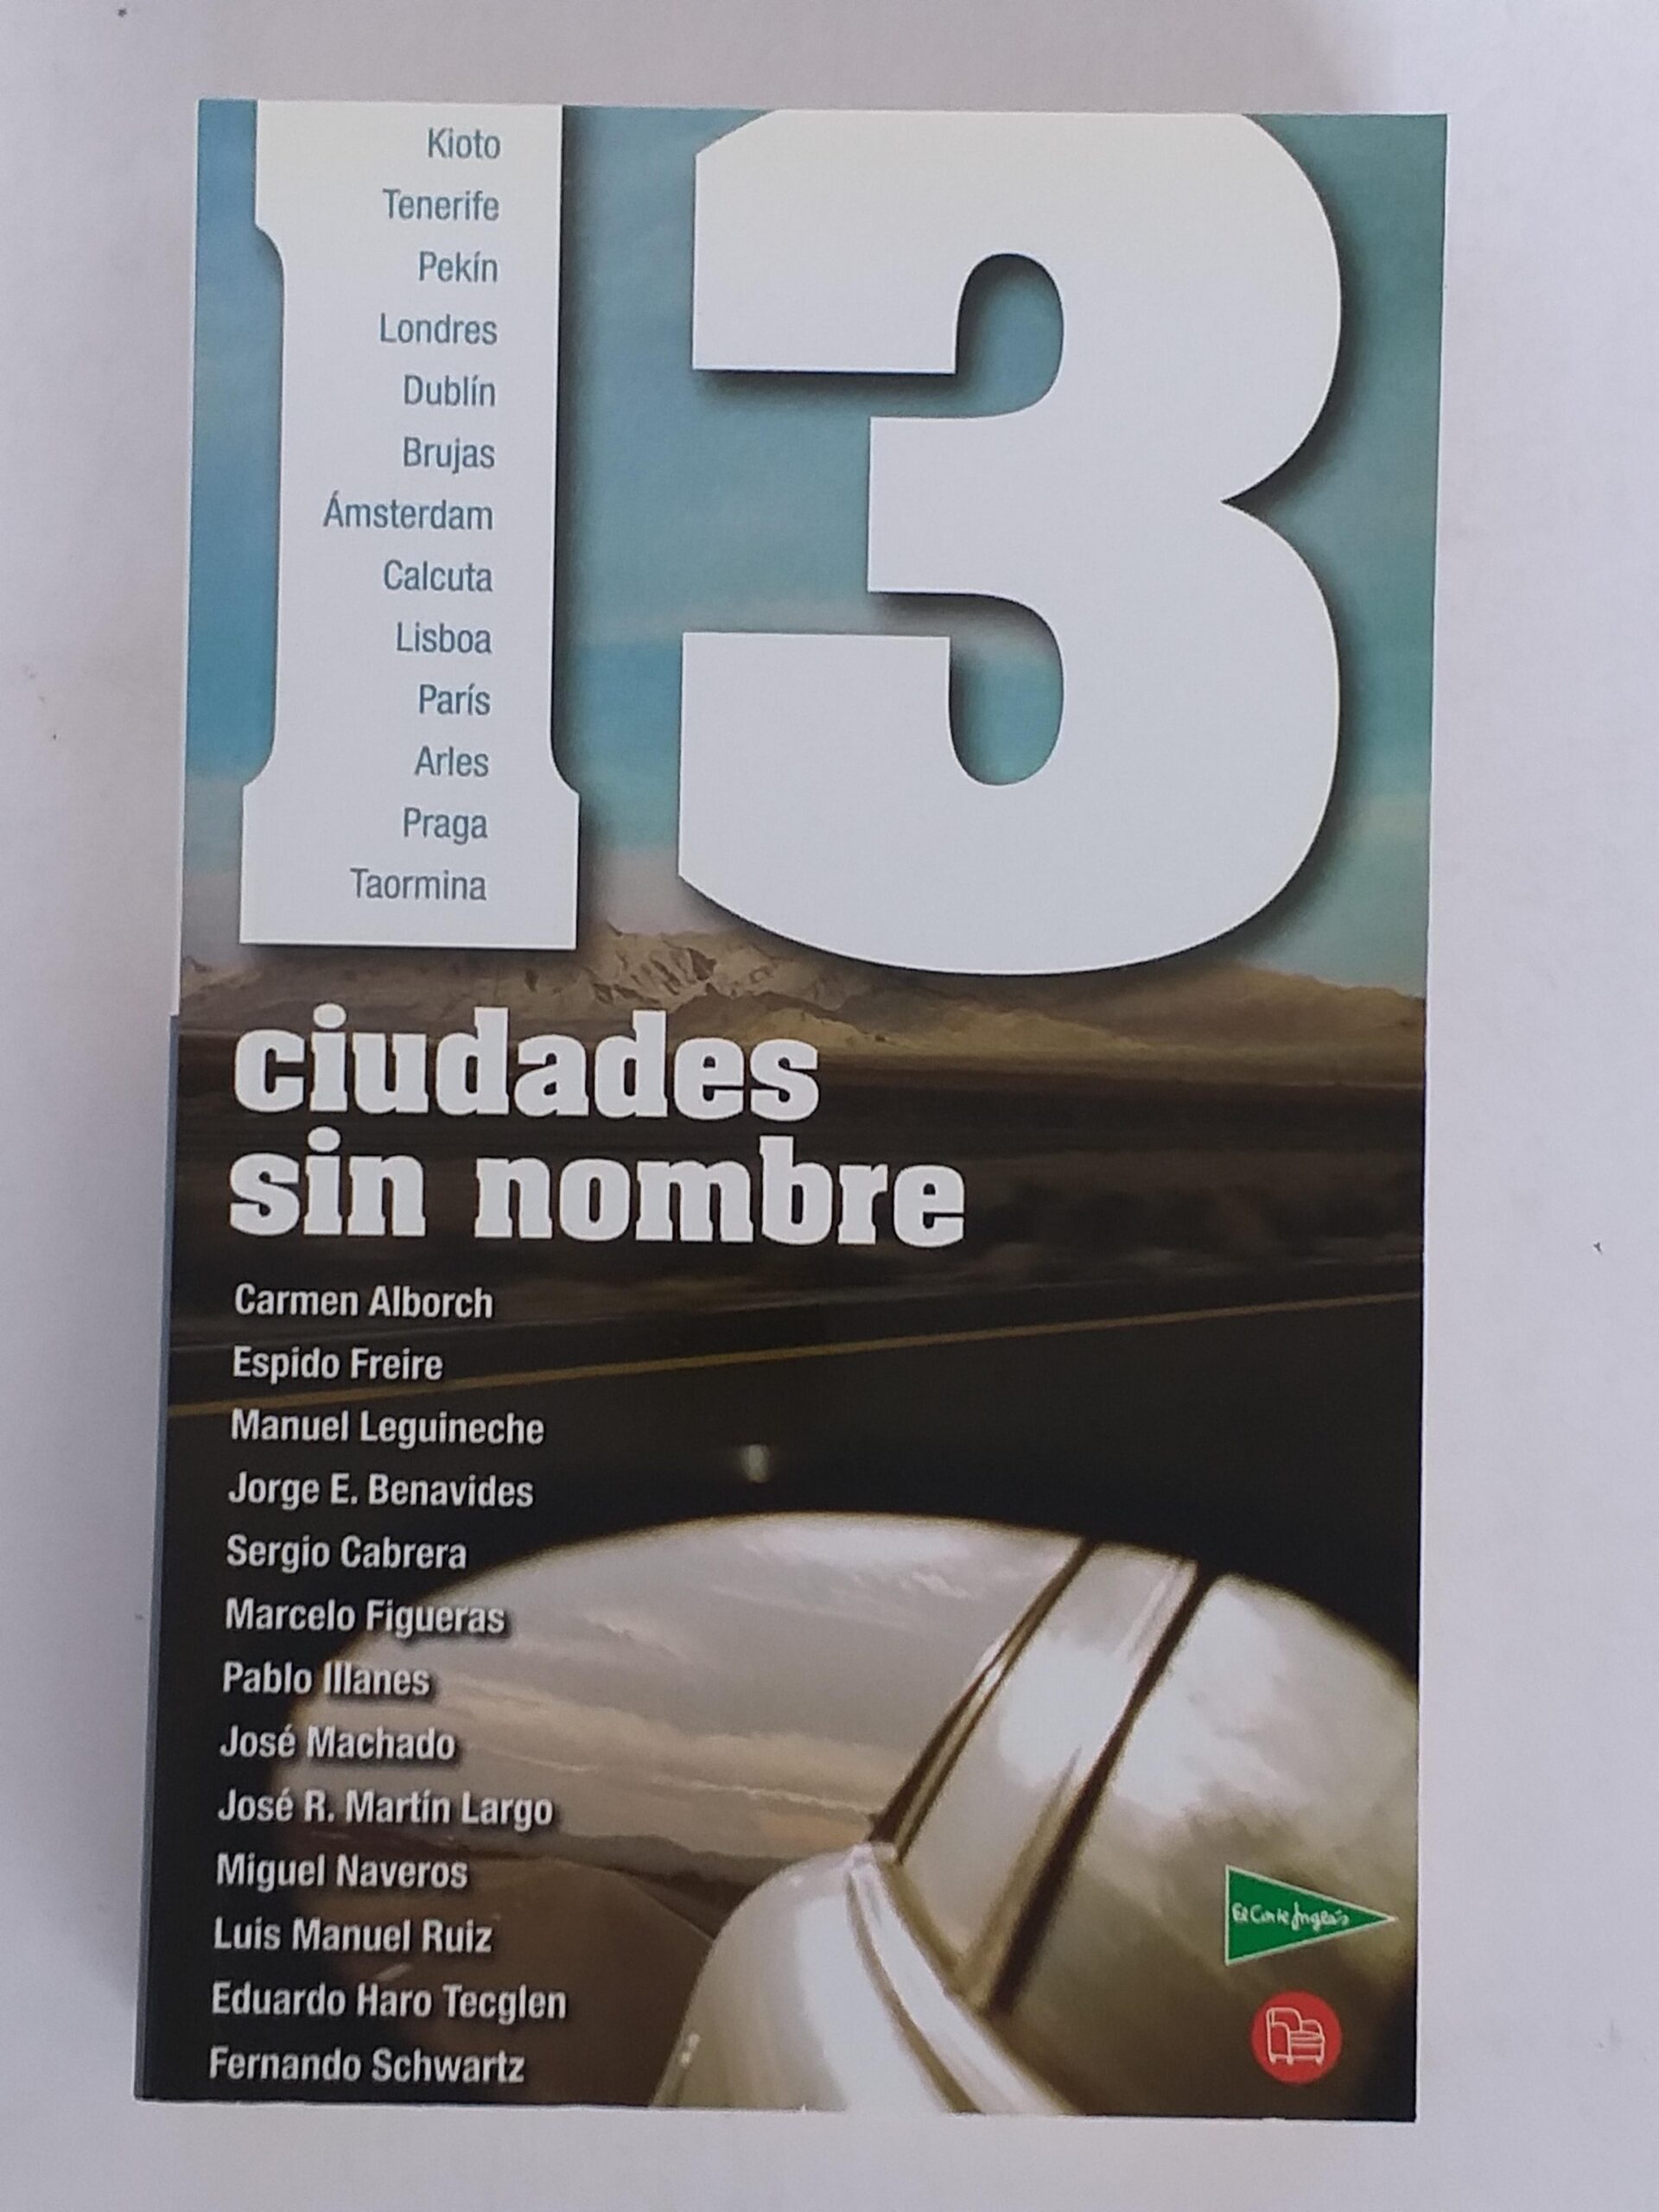 13
Kioto
Tenerife
Pekín
Londres
Dublín
Brujas
Ámsterdam
Calcuta
Lisboa
París
Arles
Praga
Taormina
ciudades
sin nombre
Carmen Alborch
Espido Freire
Manuel Leguineche
Jorge E. Benavides
Sergio Cabrera
Marcelo Figueras
Pablo Illanes
José Machado
José R. Martín Largo
Miguel Naveros
Luis Manuel Ruiz
Eduardo Haro Tecglen
Fernando Schwartz
El Corte Inglés